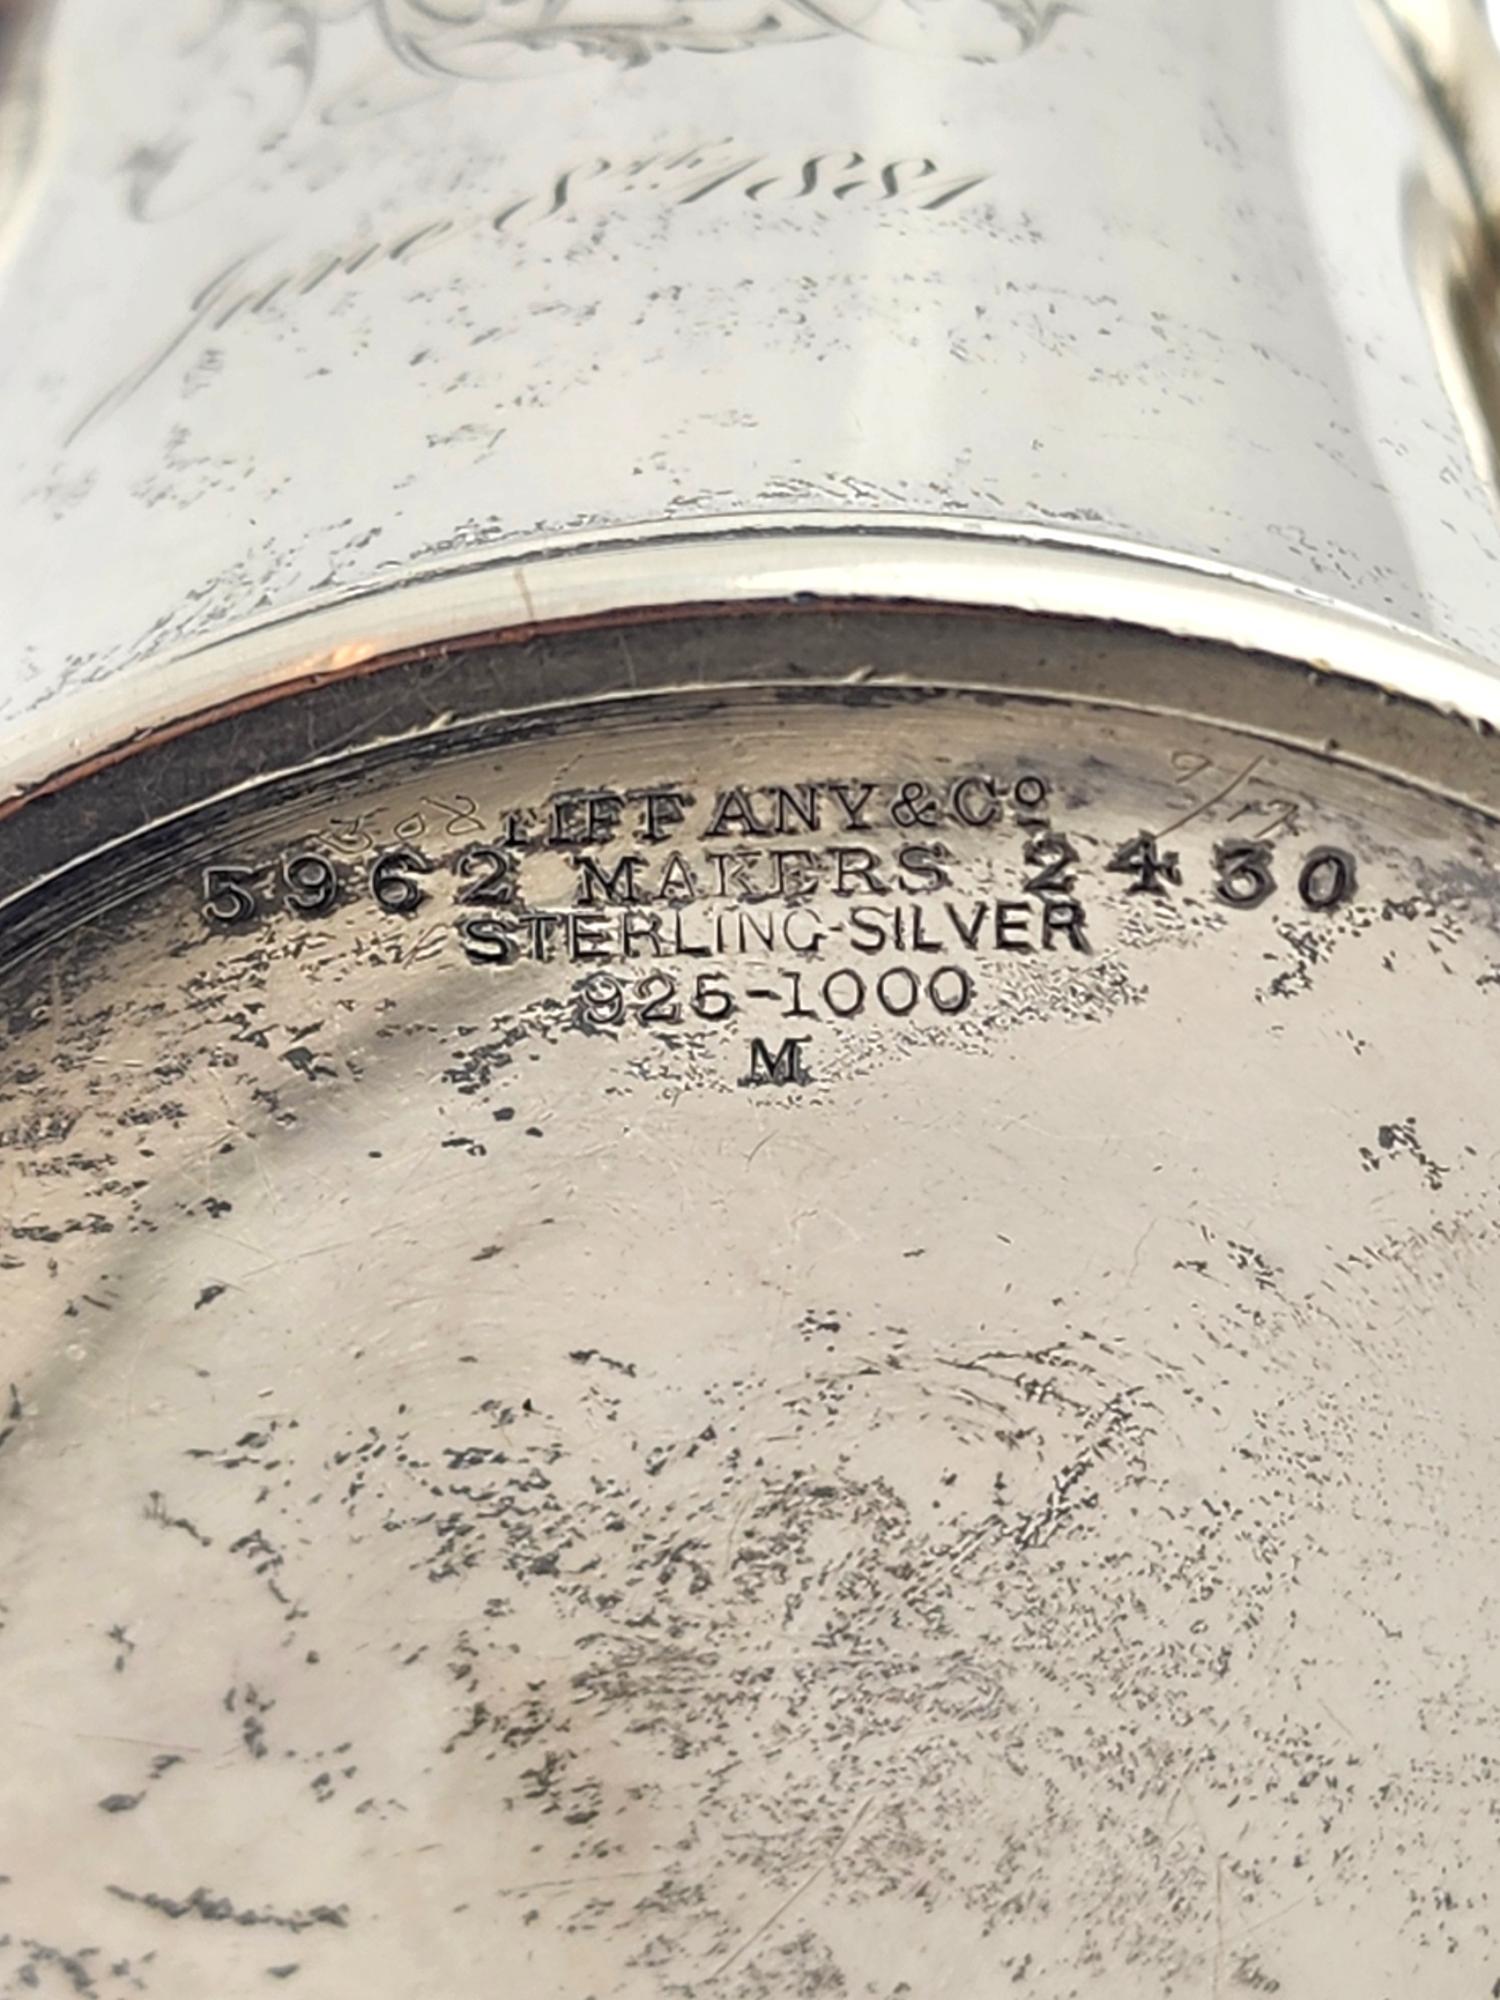 June 8th 1881
TIFFANY & Cº
5962 MAKERS 2430
STERLING-SILVER
925-1000
M